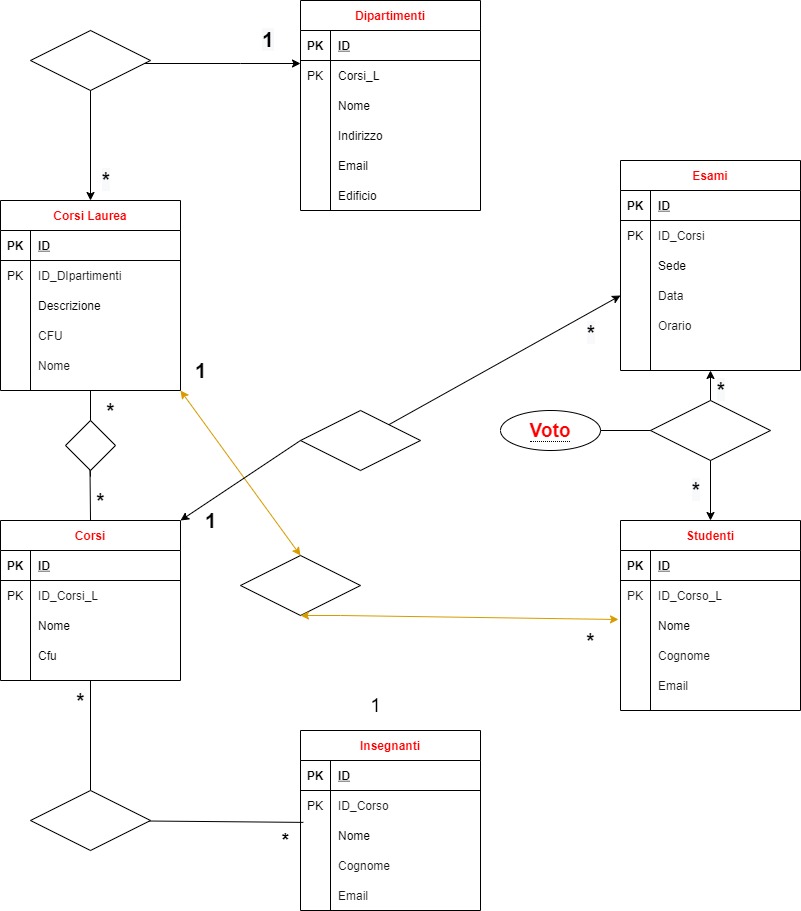 1
Dipartimenti
PK ID
PK Corsi_L
Nome
Indirizzo
Email
Edificio
*
Corsi Laurea
PK ID
PK ID_DIpartimenti
Descrizione
CFU
Nome
Esami
PK ID
PK ID_Corsi
Sede
Data
Orario
*
1
*
*
Voto
*
*
1
Corsi
PK ID
PK ID_Corsi_L
Nome
Cfu
Studenti
PK ID
PK ID_Corso_L
Nome
Cognome
Email
*
*
1
Insegnanti
PK ID
PK ID_Corso
Nome
Cognome
Email
*